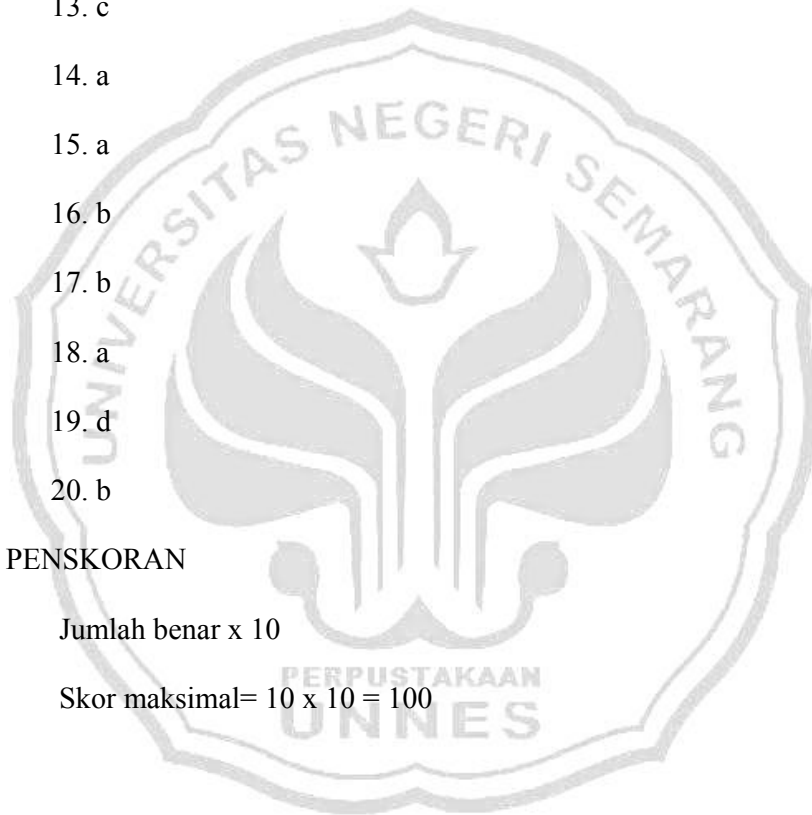 13. c
14. a
15. a
16. b
17. b
18. a
19. d
20. b
PENSKORAN
Jumlah benar x 10
Skor maksimal= 10 x 10 = 100
UNIVERSITAS NEGERI SEMARANG
PERPUSTAKAAN
UNNES